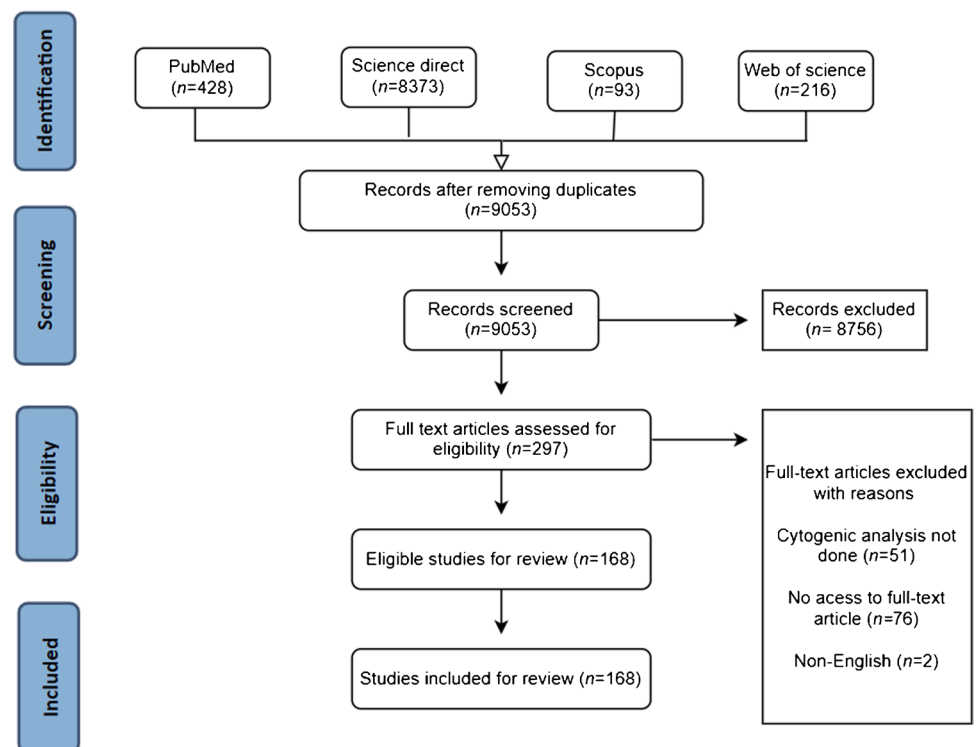 Identification
PubMed
(n=428)
Science direct
(n=8373)
Scopus
(n=93)
Web of science
(n=216)
Records after removing duplicates
(n=9053)
Screening
Records screened
(n=9053)
Records excluded
(n= 8756)
Eligibility
Full text articles assessed for
eligibility (n=297)
Full-text articles excluded
with reasons
Cytogenic analysis not
done (n=51)
No acess to full-text
article (n=76)
Non-English (n=2)
Eligible studies for review (n=168)
Included
Studies included for review (n=168)